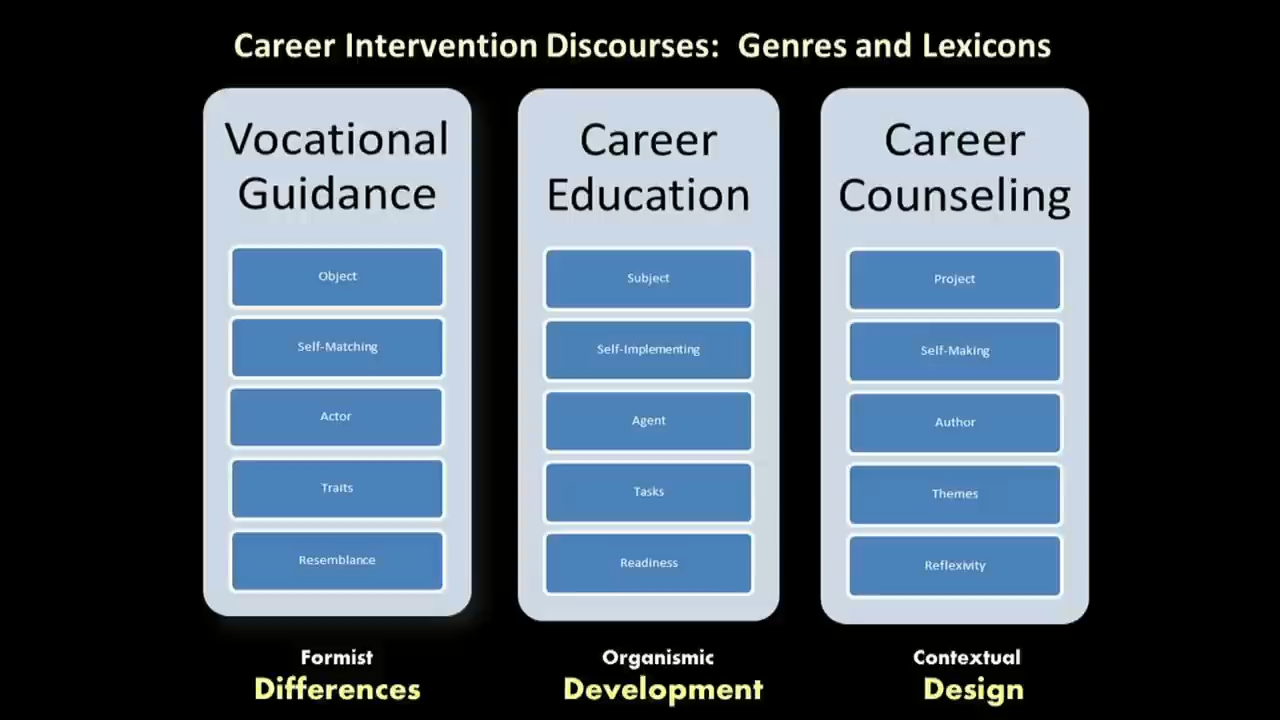 Career Intervention Discourses:  Genres and Lexicons
Vocational
Guidance
Object
Self-Matching
Actor
Traits
Resemblance
Formist
Differences
Career
Education
Subject
Self-Implementing
Agent
Tasks
Readiness
Organismic
Development
Career
Counseling
Project
Self-Making
Author
Themes
Reflexivity
Contextual
Design